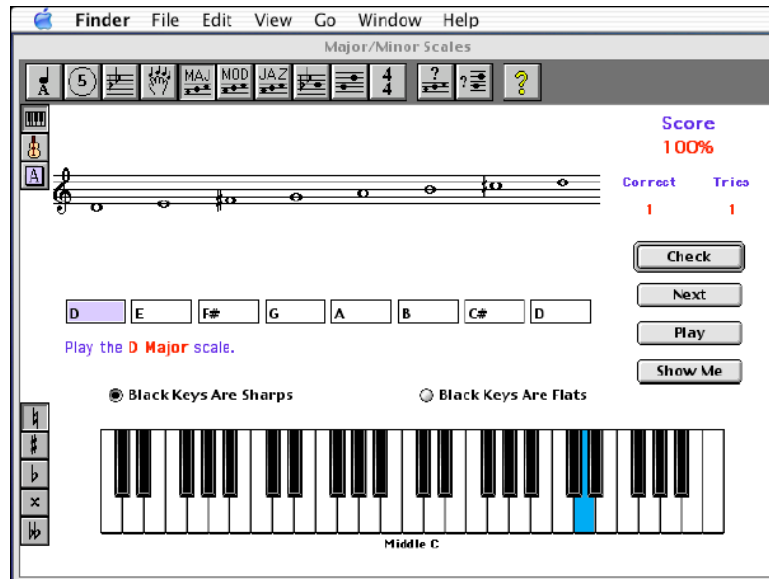 Finder File Edit View Go Window Help
Major/Minor Scales
A 5 MAJ MOD JAZ 4 4 ? ? ?
Score
100%
A
Correct Tries
1 1
Check
Next
D E F# G A B C# D
Play
Play the D Major scale.
Show Me
Black Keys Are Sharps Black Keys Are Flats
Middle C